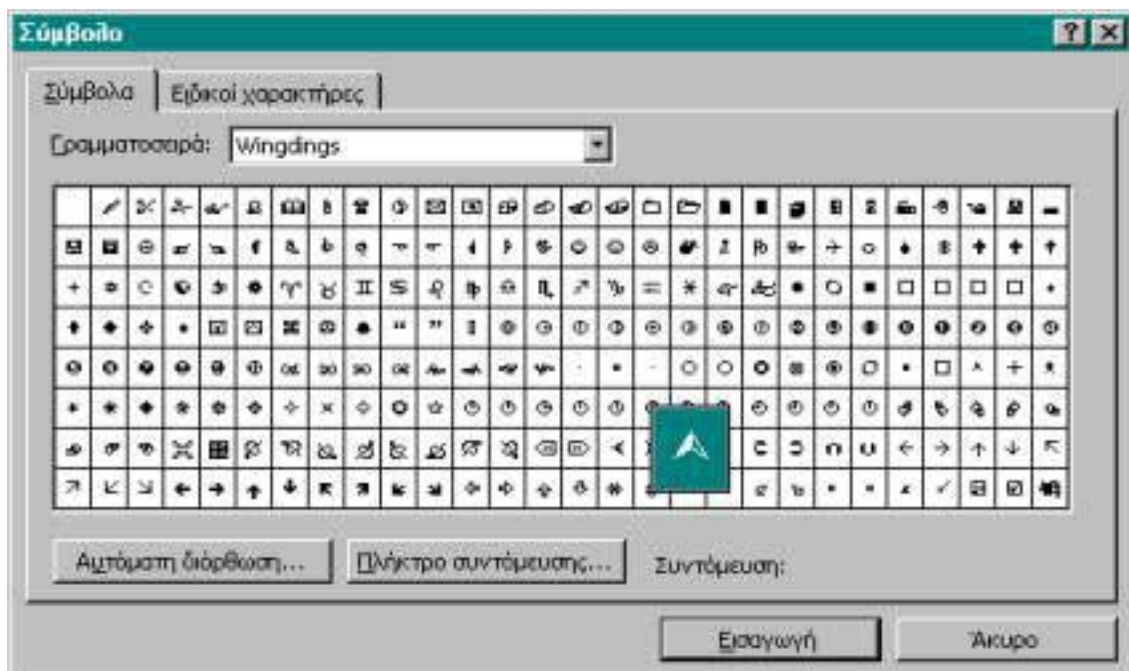 Σύμβολο
Σύμβολα Ειδικοί χαρακτήρες
Γραμματοσειρά: Wingdings
Αυτόματη διόρθωση... Πλήκτρο συντόμευσης... Συντόμευση:
Εισαγωγή Άκυρο